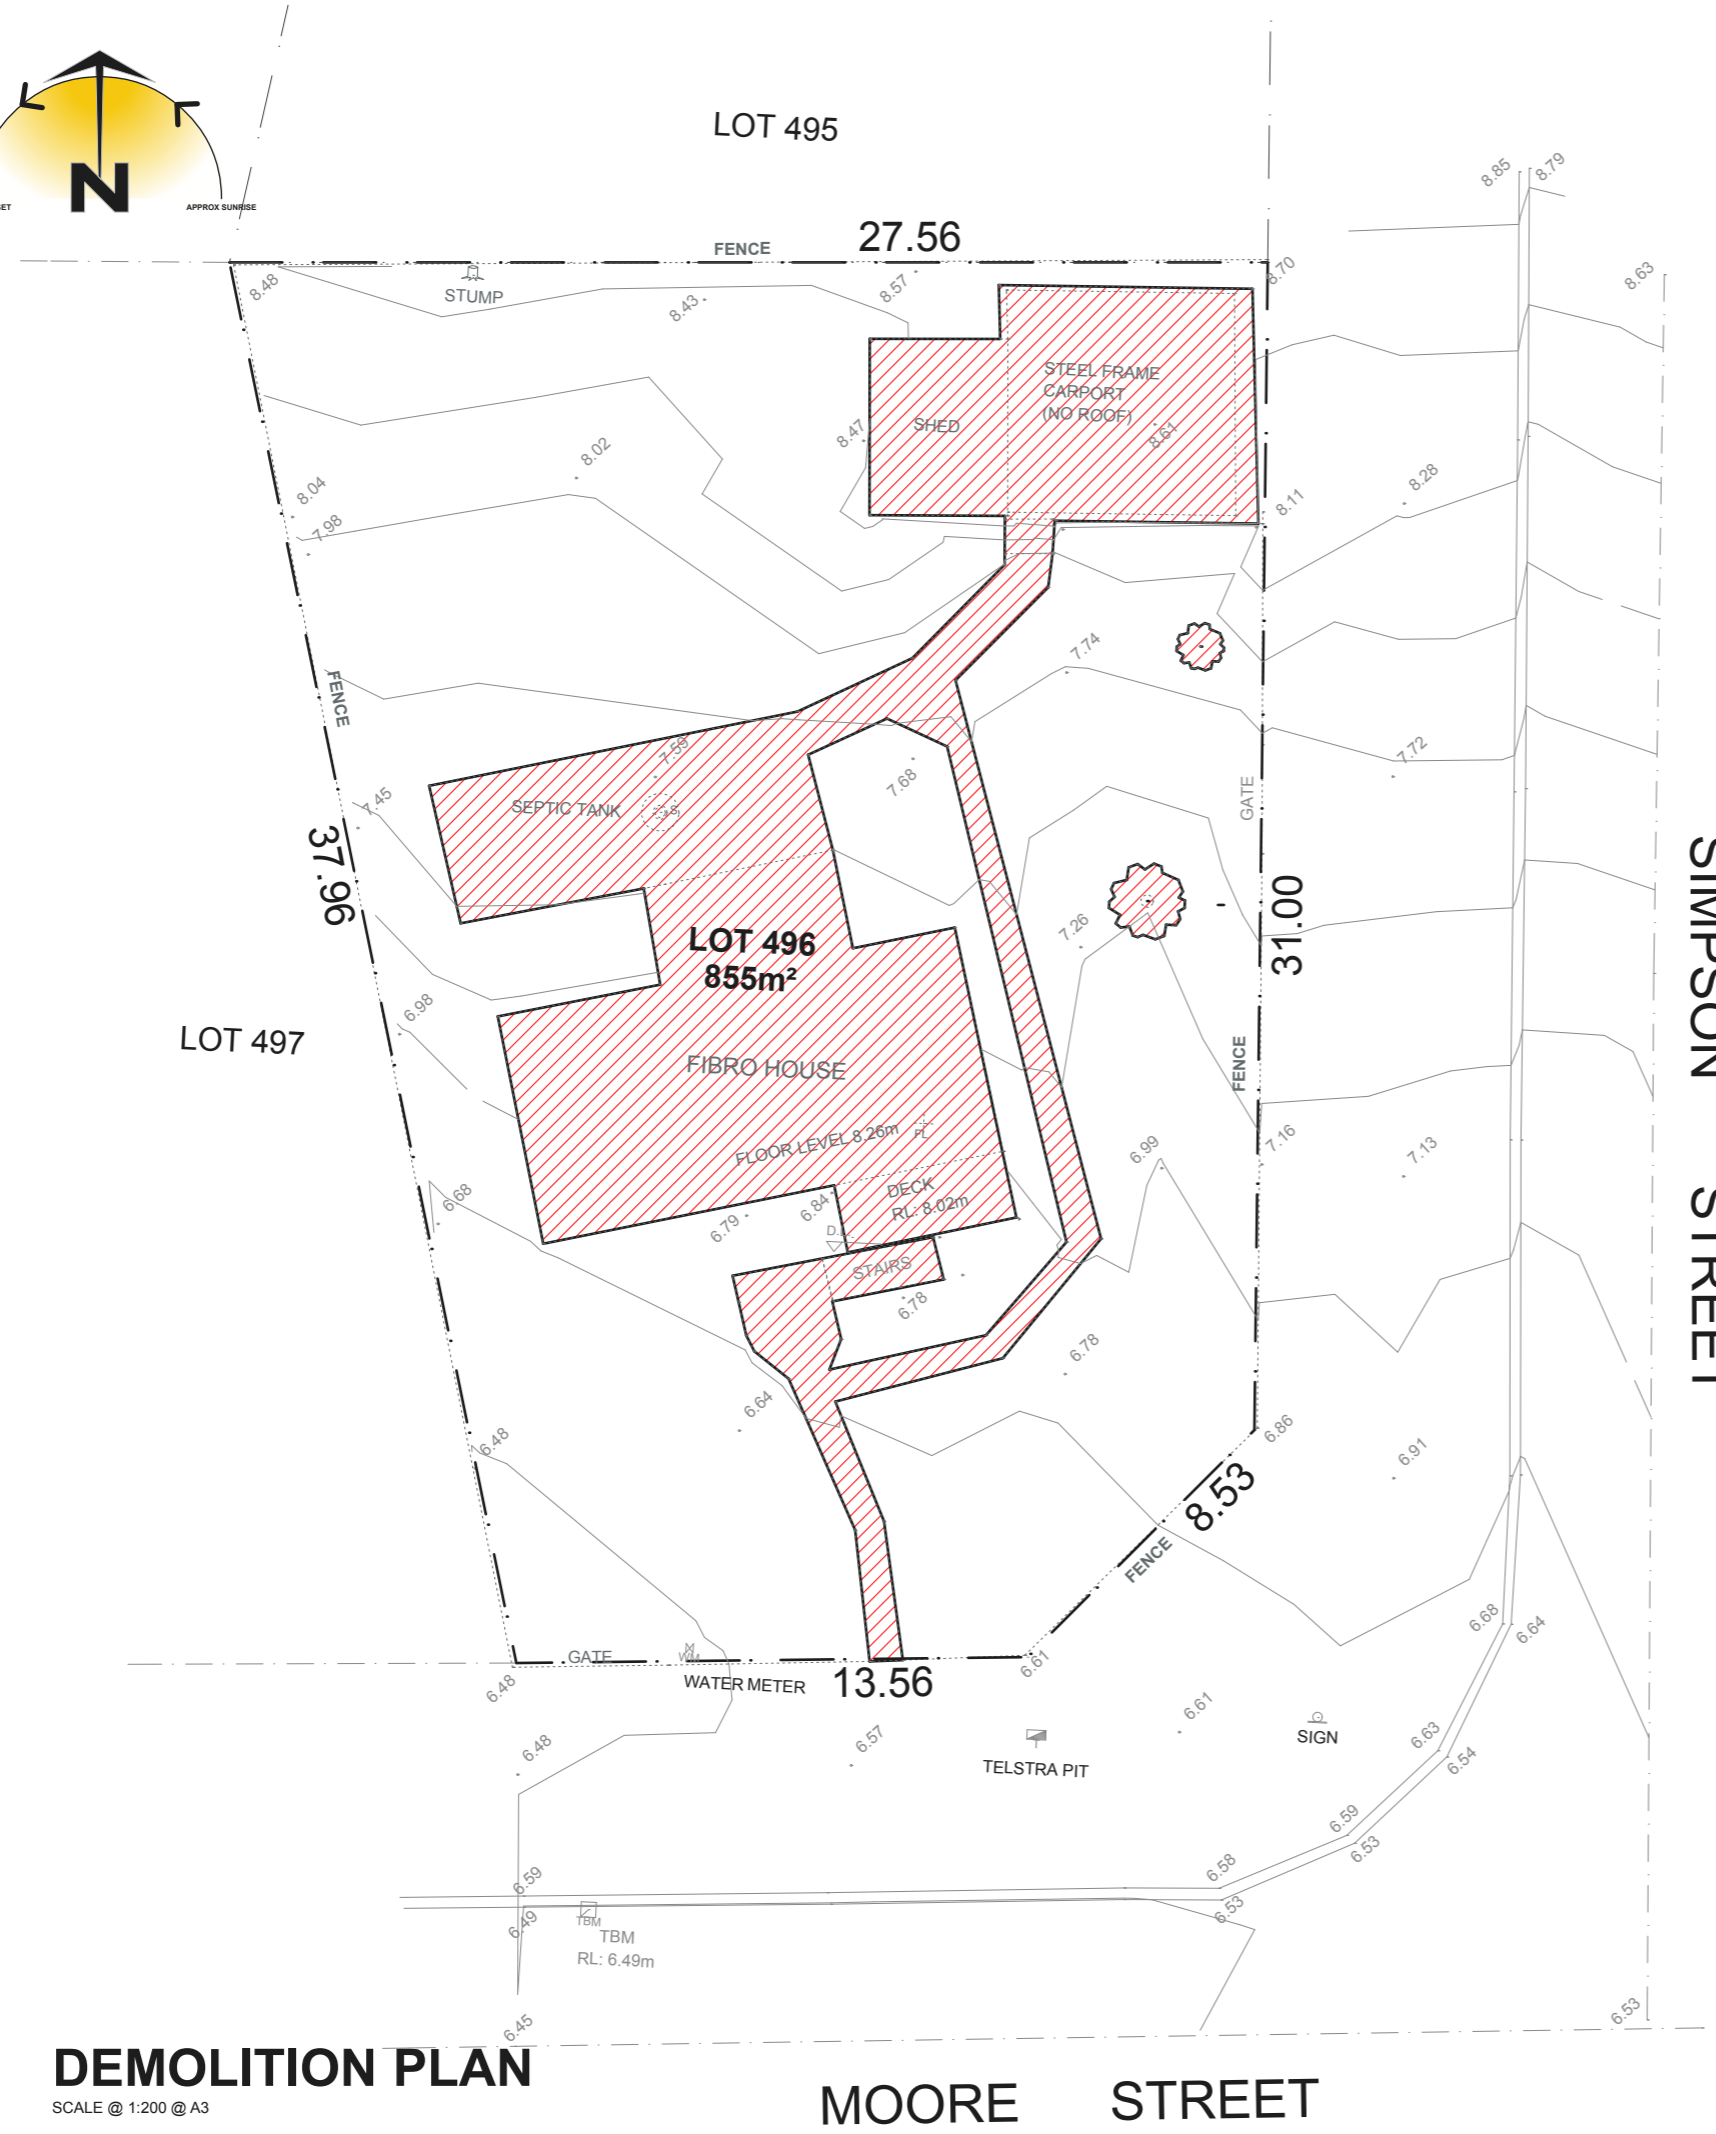 LOT 495
N
APPROX SUNRISE
27.56
FENCE
8.85
8.79
8.63
8.48
STUMP
8.43
8.57
8.70
STEEL FRAME
CARPORT
(NO ROOF)
8.61
SHED
8.47
8.02
8.04
7.98
8.11
8.28
FENCE
7.74
7.59
7.68
7.72
GATE
7.45
SEPTIC TANK
37.96
LOT 496
855m²
7.26
31.00
SIMPSON STREET
6.98
LOT 497
FIBRO HOUSE
FENCE
FLOOR LEVEL 8.26m
FL
6.99
7.16
7.13
6.68
DECK
RL: 8.02m
6.84
6.79
STAIRS
6.78
6.78
6.64
6.48
6.86
6.91
8.53
FENCE
GATE
WM
WATER METER
13.56
6.61
6.48
6.68
6.64
6.48
6.57
6.61
TELSTRA PIT
SIGN
6.63
6.54
6.59
6.53
6.58
6.53
6.59
6.49
TBM
TBM
RL: 6.49m
6.45
6.53
DEMOLITION PLAN
SCALE @ 1:200 @ A3
MOORE STREET